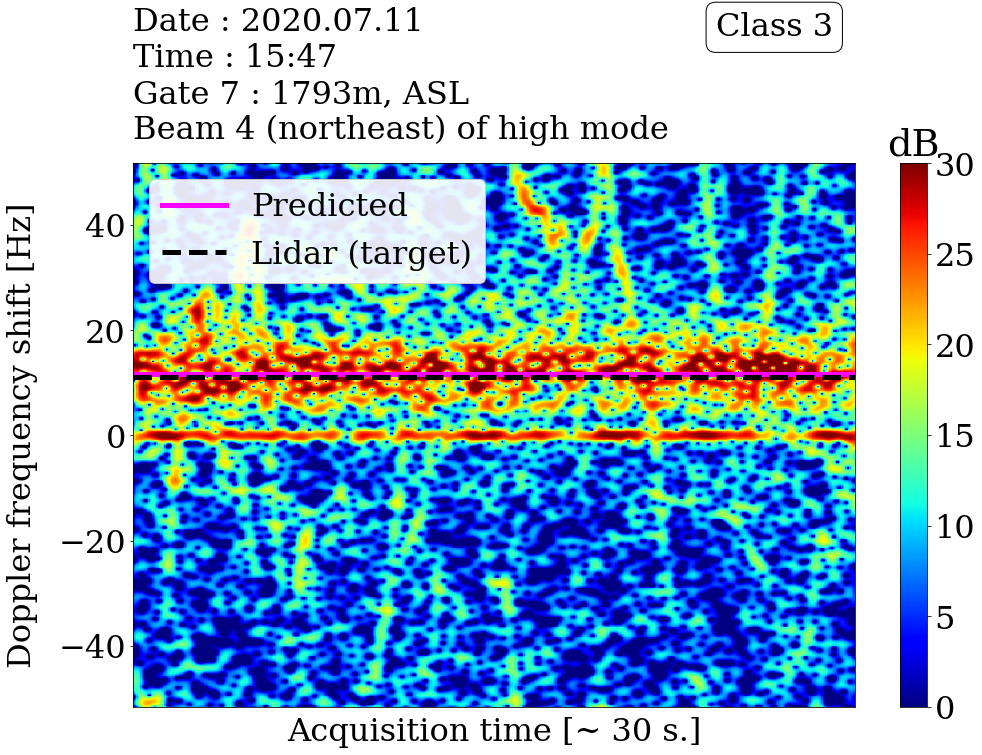 Date : 2020.07.11
Time : 15:47
Gate 7 : 1793m, ASL
Beam 4 (northeast) of high mode
Class 3
dB
Predicted
Lidar (target)
Doppler frequency shift [Hz]
40
20
0
−20
−40
30
25
20
15
10
5
0
Acquisition time [~ 30 s.]